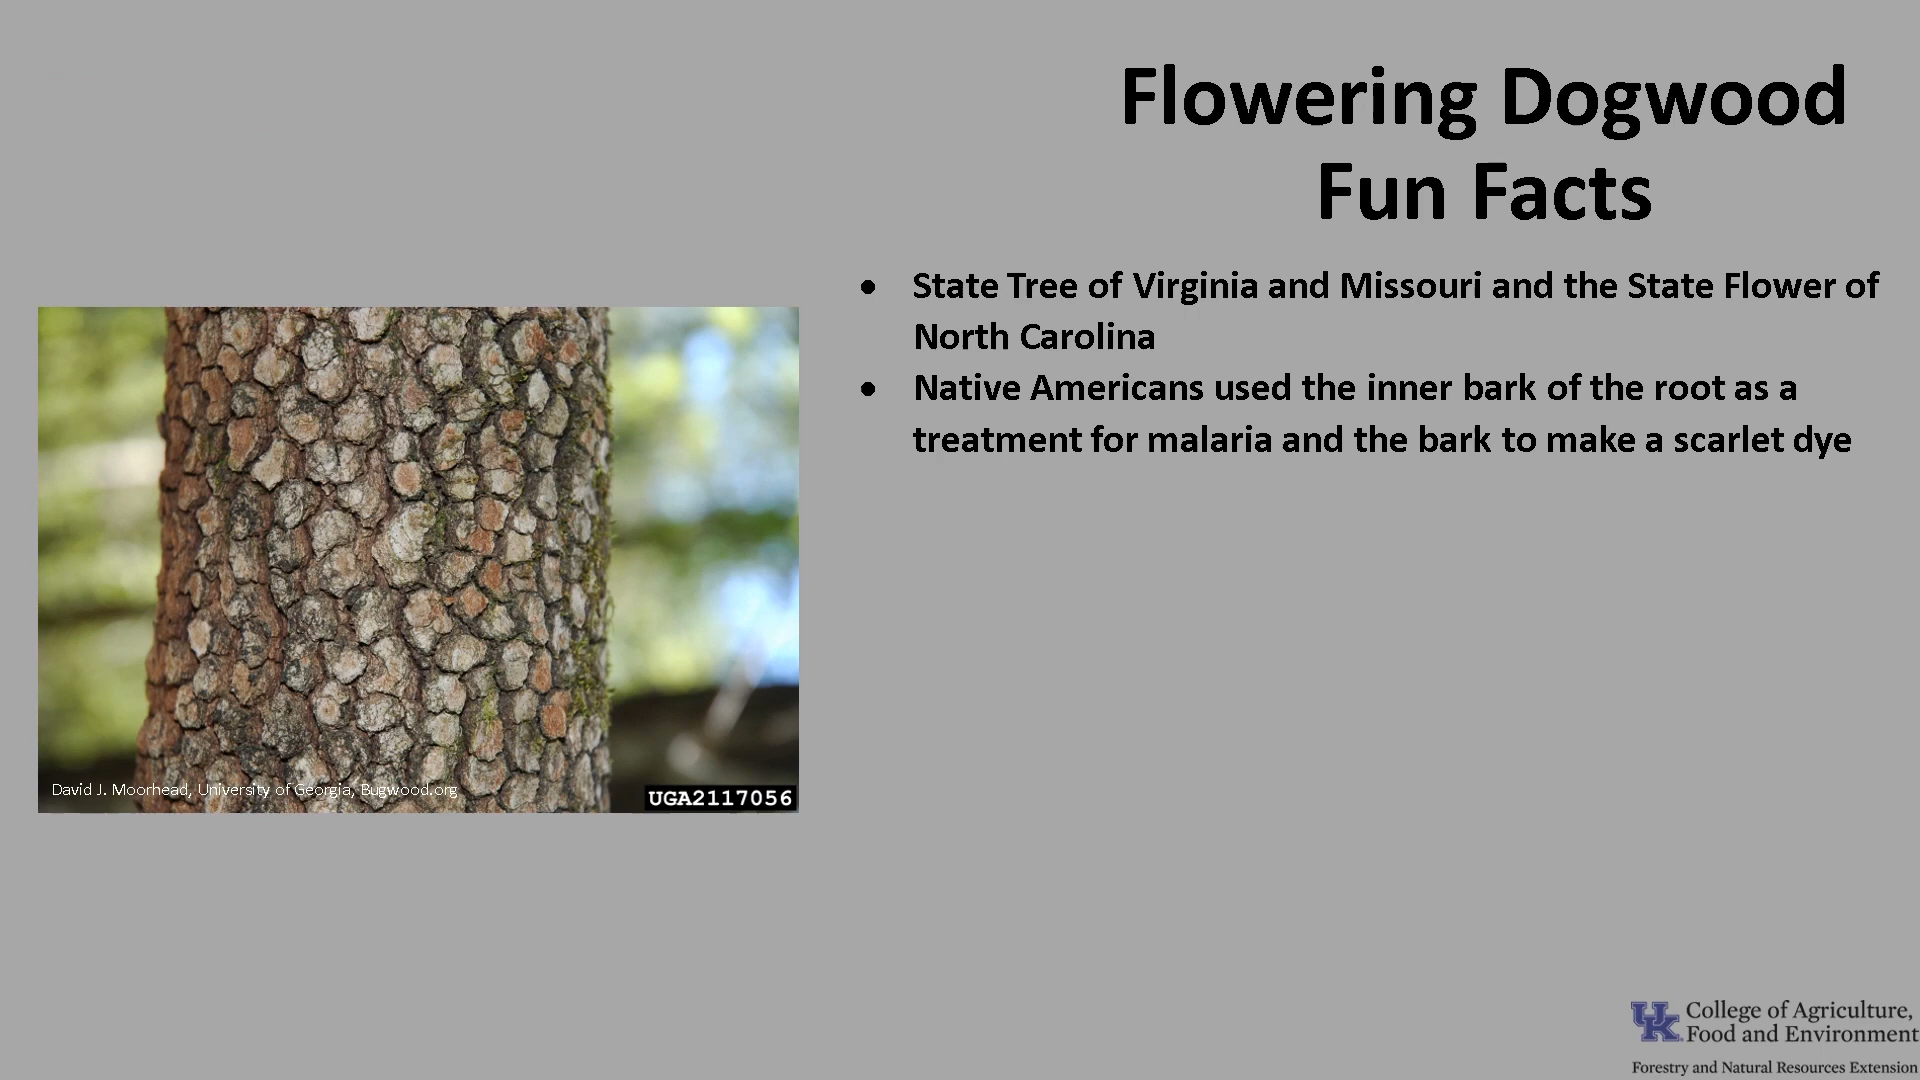 Flowering Dogwood
Fun Facts
• State Tree of Virginia and Missouri and the State Flower of
North Carolina
• Native Americans used the inner bark of the root as a
treatment for malaria and the bark to make a scarlet dye
David J. Moorhead, University of Georgia, Bugwood.org
UGA2117056
UK College of Agriculture,
Food and Environment
Forestry and Natural Resources Extension